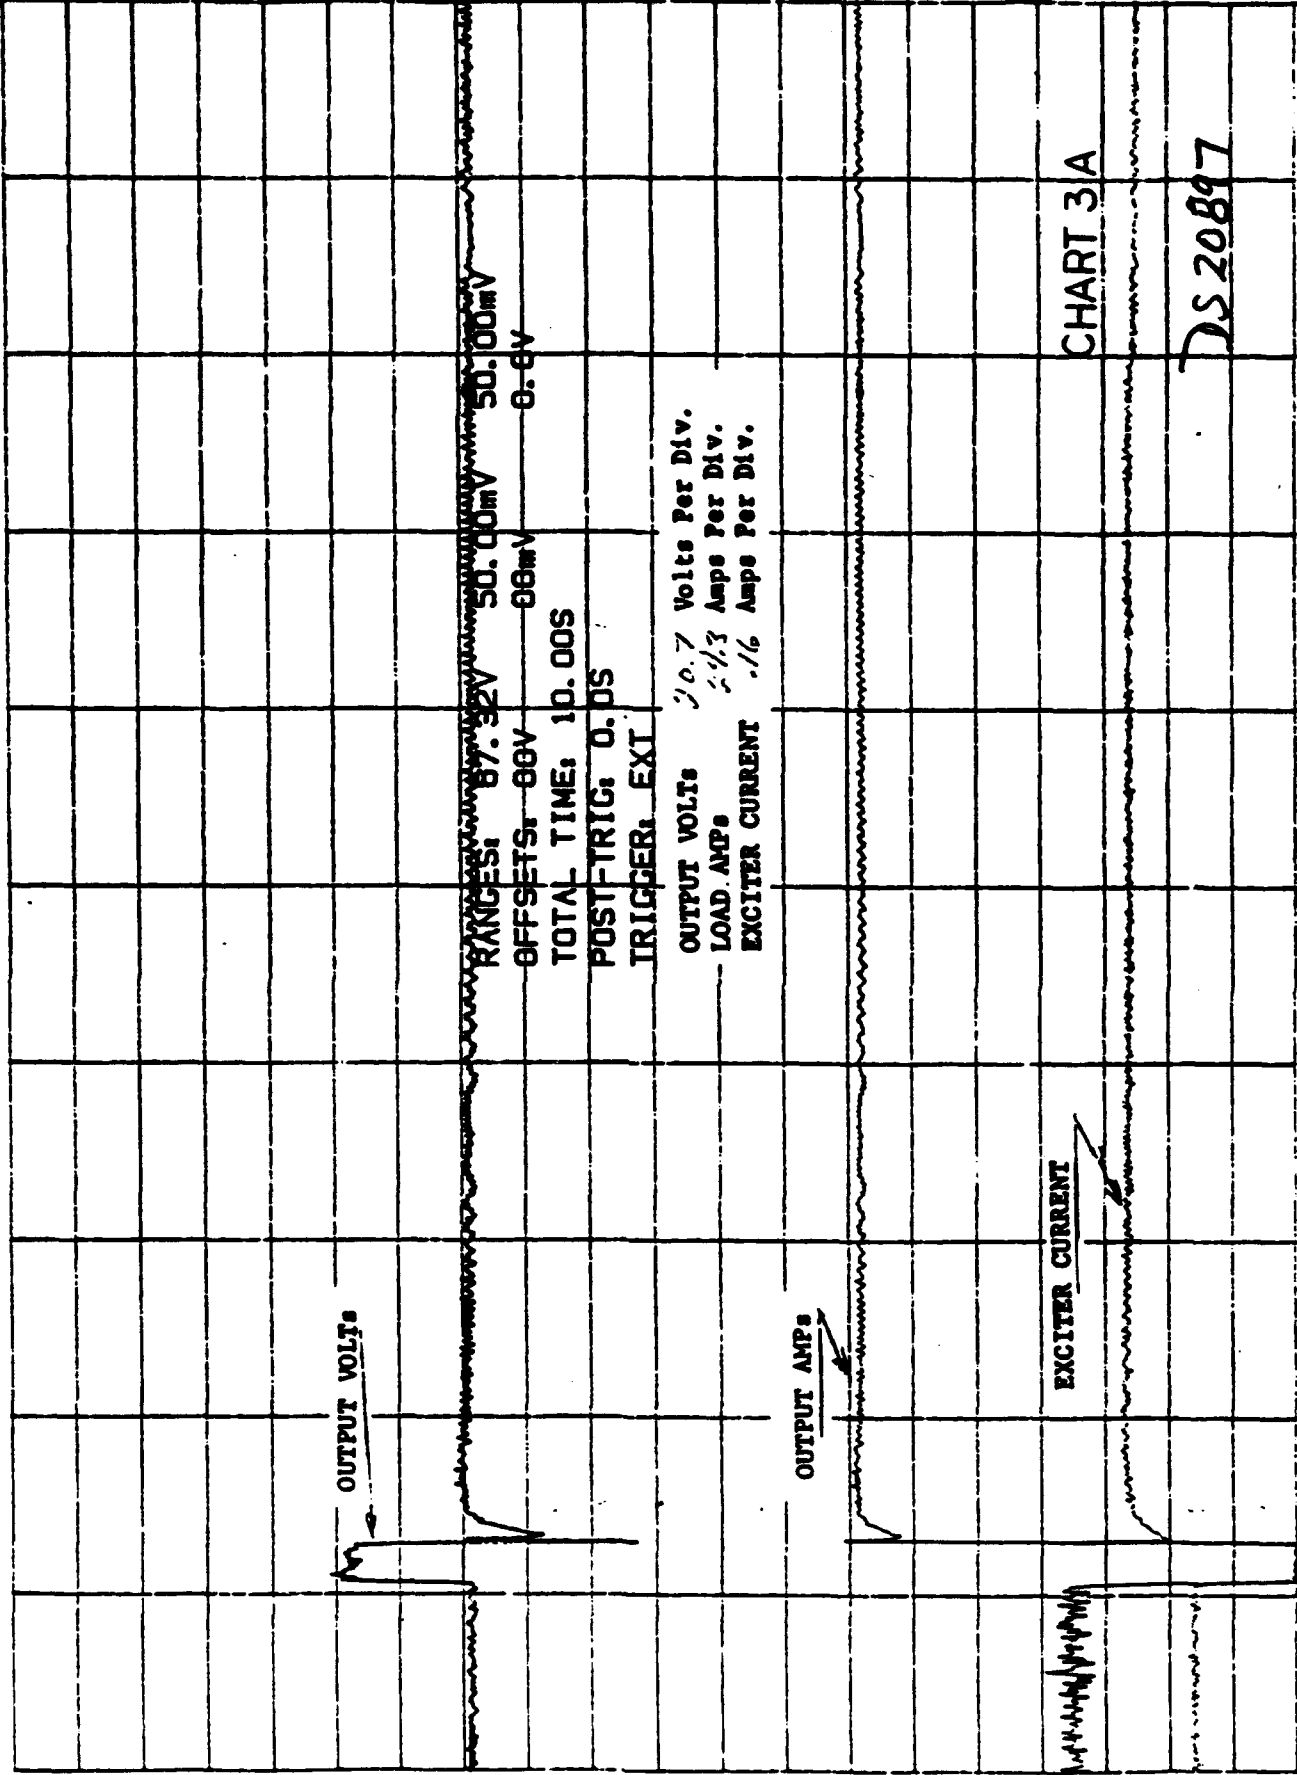 OUTPUT VOLTs
RANGES: 67.32V 50.00mV 50.00mV
OFFSETS: 00V 00mV 0.0V
TOTAL TIME: 10.00S
POST-TRIG: 0.0S
TRIGGER: EXT
OUTPUT VOLTs Volts Per Div.
LOAD AMPs Amps Per Div.
EXCITER CURRENT .16 Amps Per Div.
OUTPUT AMPs
EXCITER CURRENT
CHART 3A
DS 20897